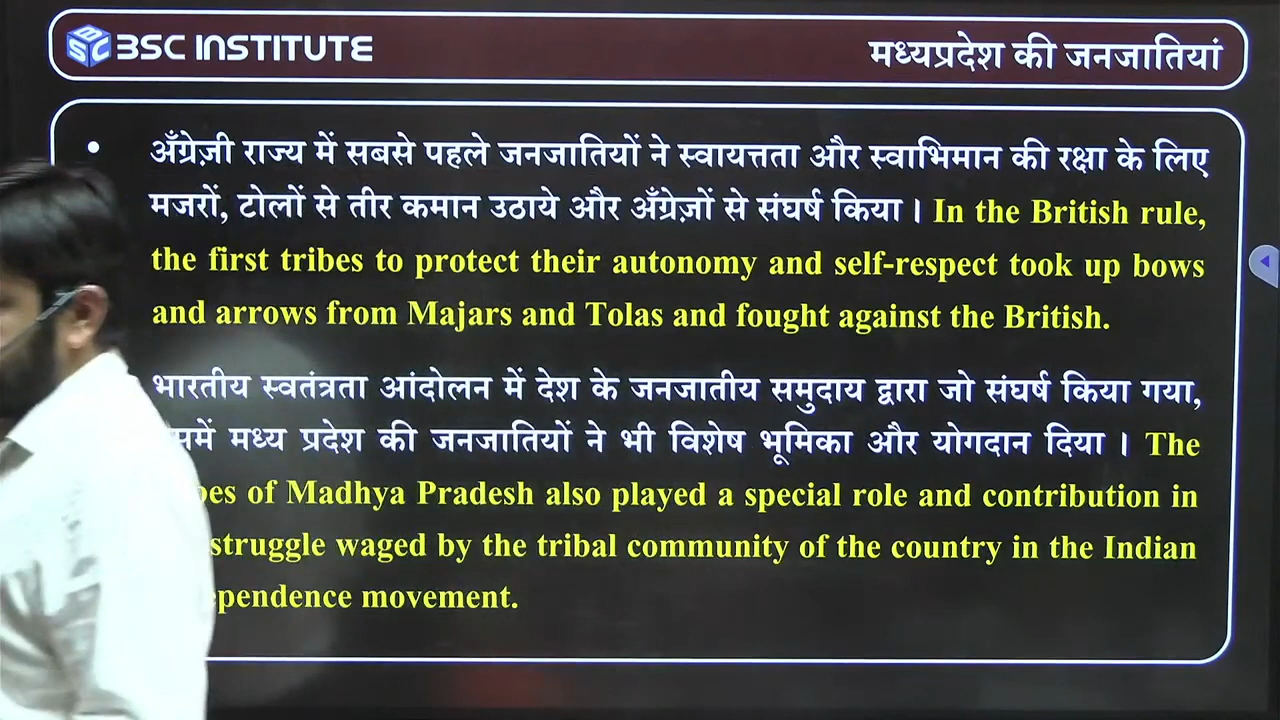 BSC INSTITUTE
मध्यप्रदेश की जनजातियां
• अँग्रेज़ी राज्य में सबसे पहले जनजातियों ने स्वायत्तता और स्वाभिमान की रक्षा के लिए
मजरों, टोलों से तीर कमान उठाये और अँग्रेज़ों से संघर्ष किया । In the British rule,
the first tribes to protect their autonomy and self-respect took up bows
and arrows from Majars and Tolas and fought against the British.
भारतीय स्वतंत्रता आंदोलन में देश के जनजातीय समुदाय द्वारा जो संघर्ष किया गया,
मध्य प्रदेश की जनजातियों ने भी विशेष भूमिका और योगदान दिया । The
of Madhya Pradesh also played a special role and contribution in
struggle waged by the tribal community of the country in the Indian
movement.